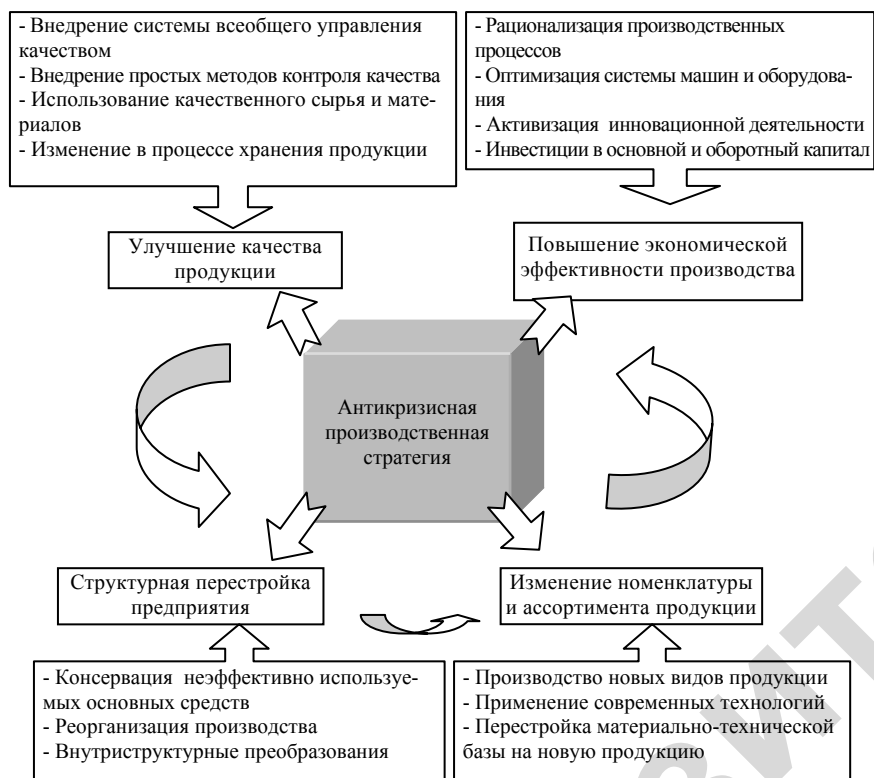 - Внедрение системы всеобщего управления
качеством
- Внедрение простых методов контроля качества
- Использование качественного сырья и мате-
риалов
- Изменение в процессе хранения продукции
- Рационализация производственных
процессов
- Оптимизация системы машин и оборудова-
ния
- Активизация инновационной деятельности
- Инвестиции в основной и оборотный капитал
Улучшение качества
продукции
Повышение экономической
эффективности производства
Антикризисная
производственная
стратегия
Структурная перестройка
предприятия
Изменение номенклатуры
и ассортимента продукции
- Консервация неэффективно используе-
мых основных средств
- Реорганизация производства
- Внутриструктурные преобразования
- Производство новых видов продукции
- Применение современных технологий
- Перестройка материально-технической
базы на новую продукцию